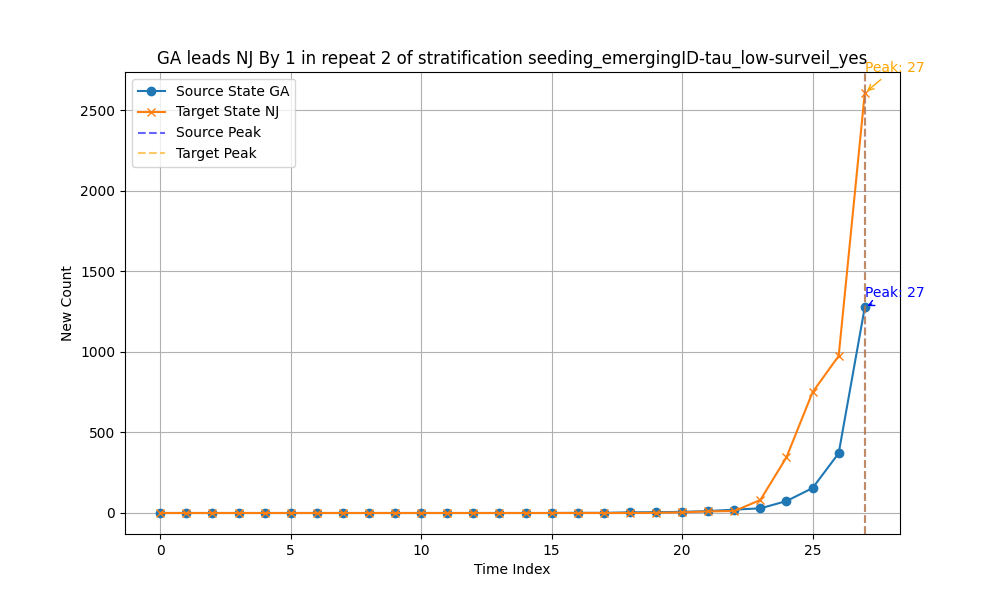 GA leads NJ By 1 in repeat 2 of stratification seeding_emergingID-tau_low-surveil_yes
Peak: 27
Source State GA
Target State NJ
Source Peak
Target Peak
Peak: 27
New Count
2500
2000
1500
1000
500
0
0 5 10 15 20 25
Time Index